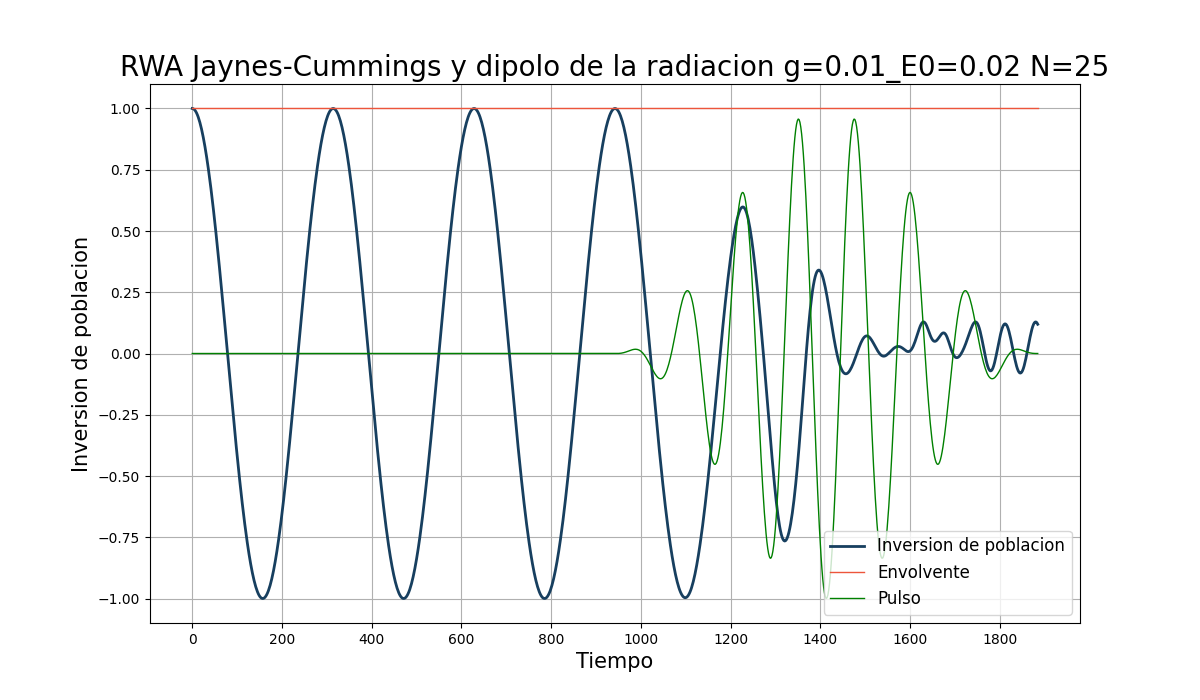 RWA Jaynes-Cummings y dipolo de la radiacion g=0.01_E0=0.02 N=25
Inversion de poblacion
1.00
0.75
0.50
0.25
0.00
−0.25
−0.50
−0.75
−1.00
Inversion de poblacion
Envolvente
Pulso
0 200 400 600 800 1000 1200 1400 1600 1800
Tiempo